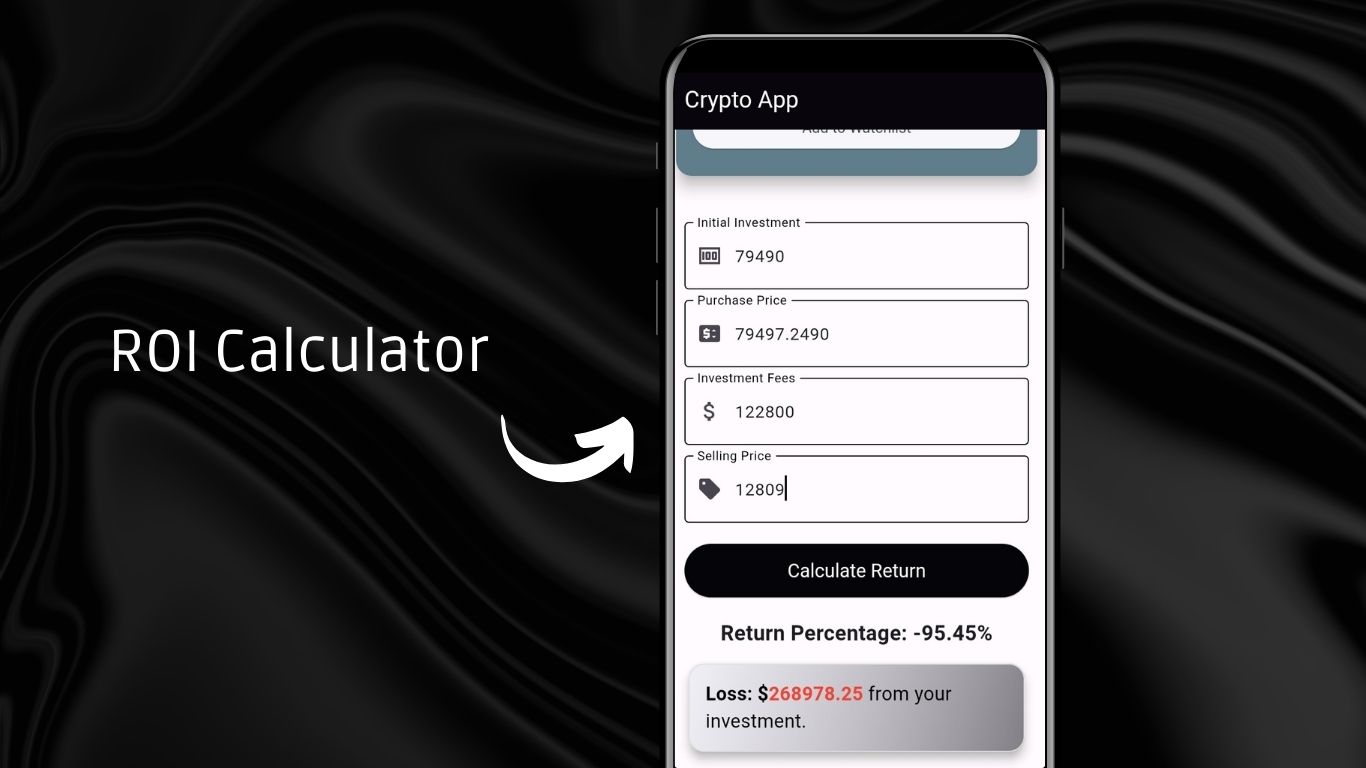 ROI Calculator
Crypto App
Add to Watchlist
Initial Investment
79490
Purchase Price
79497.2490
Investment Fees
122800
Selling Price
12809
Calculate Return
Return Percentage: -95.45%
Loss: $268978.25 from your
investment.